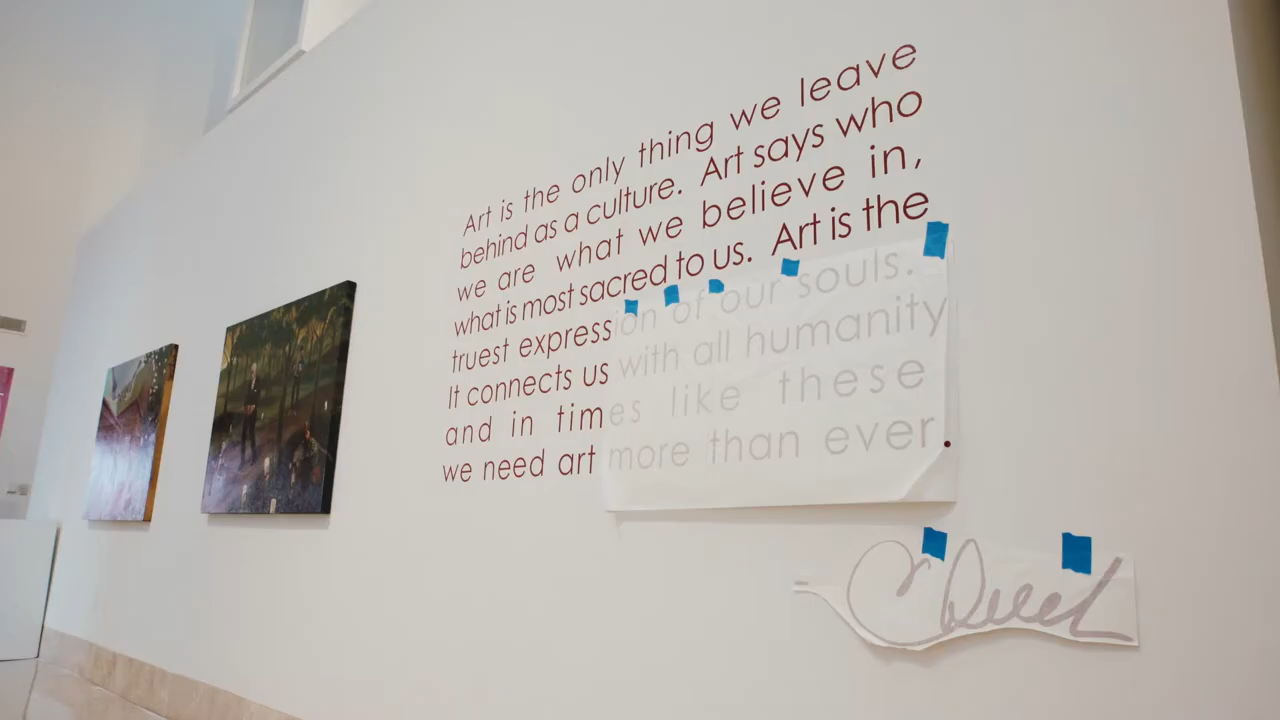 Art is the only thing we leave
behind as a culture. Art says who
we are what we believe in,
what is most sacred to us. Art is the
truest expression of our souls.
It connects us with all humanity
and in times like these
we need art more than ever.